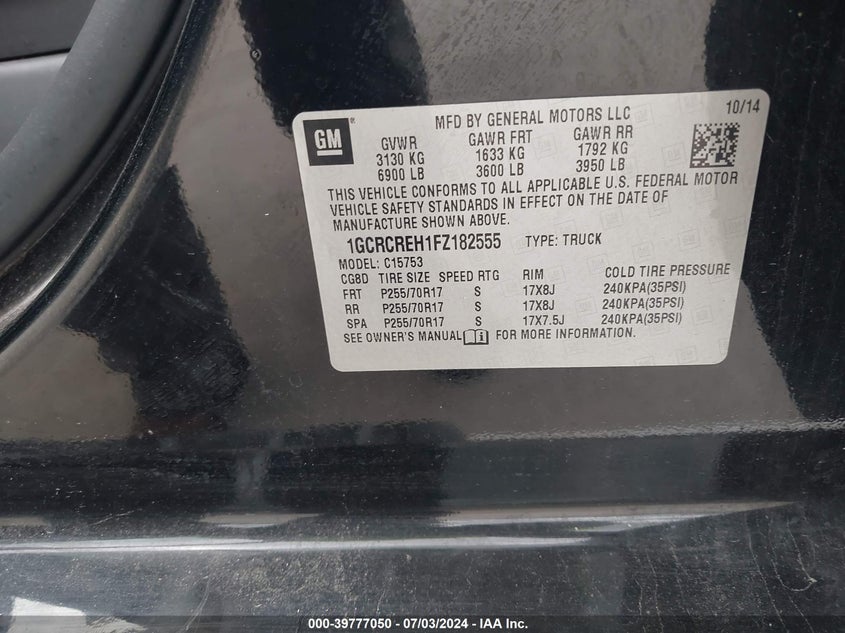 GM®
MFD BY GENERAL MOTORS LLC 10/14
GVWR GAWR FRT GAWR RR
3130 KG 1633 KG 1792 KG
6900 LB 3600 LB 3950 LB
THIS VEHICLE CONFORMS TO ALL APPLICABLE U.S. FEDERAL MOTOR
VEHICLE SAFETY STANDARDS IN EFFECT ON THE DATE OF
MANUFACTURE SHOWN ABOVE.
1GCRCREH1FZ182555 TYPE: TRUCK
MODEL: C15753
CG8D TIRE SIZE SPEED RTG RIM COLD TIRE PRESSURE
FRT P255/70R17 S 17X8J 240KPA(35PSI)
RR P255/70R17 S 17X8J 240KPA(35PSI)
SPA P255/70R17 S 17X7.5J 240KPA(35PSI)
SEE OWNER'S MANUAL FOR MORE INFORMATION.
000-39777050 - 07/03/2024 - IAA Inc.